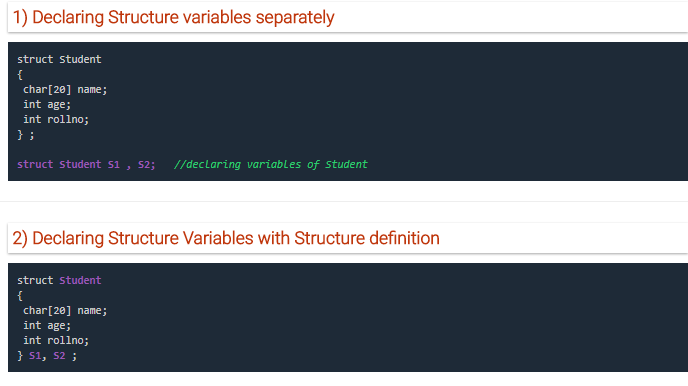 1) Declaring Structure variables separately
struct Student
{
char[20] name;
int age;
int rollno;
} ;
struct Student S1 , S2; //declaring variables of Student
2) Declaring Structure Variables with Structure definition
struct Student
{
char[20] name;
int age;
int rollno;
} S1, S2 ;